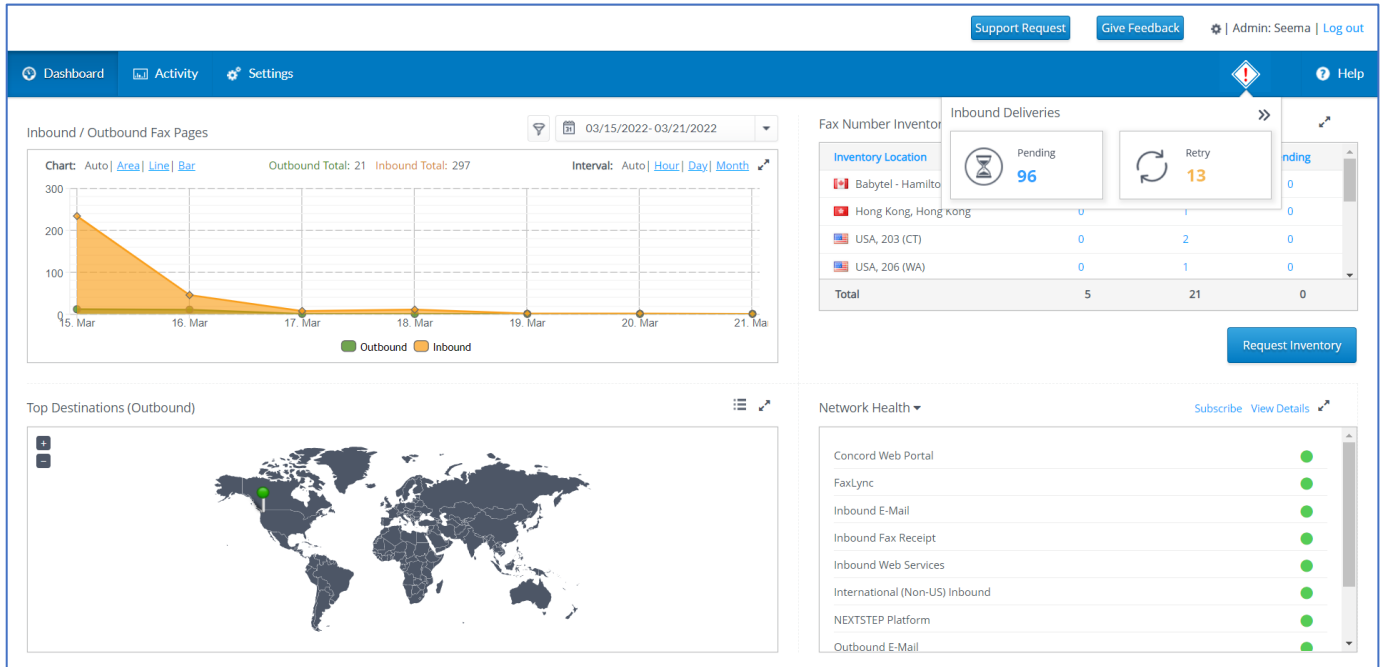 Support Request Give Feedback | Admin: Seema | Log out
Dashboard Activity Settings Help
Inbound / Outbound Fax Pages 31 03/15/2022- 03/21/2022
Chart: Auto| Area| Line| Bar Outbound Total: 21 Inbound Total: 297 Interval: Auto| Hour| Day| Month
300
200
100
0
15. Mar 16. Mar 17. Mar 18. Mar 19. Mar 20. Mar 21. Ma
Outbound Inbound
Inbound Deliveries
Pending
96
Retry
13
Fax Number Inventor
Inventory Location nding
Babytel - Hamilto 0
Hong Kong, Hong Kong 0 1 0
USA, 203 (CT) 0 2 0
USA, 206 (WA) 0 1 0
Total 5 21 0
Request Inventory
Top Destinations (Outbound)
+
−
Network Health Subscribe View Details
Concord Web Portal
FaxLync
Inbound E-Mail
Inbound Fax Receipt
Inbound Web Services
International (Non-US) Inbound
NEXTSTEP Platform
Outbound E-Mail